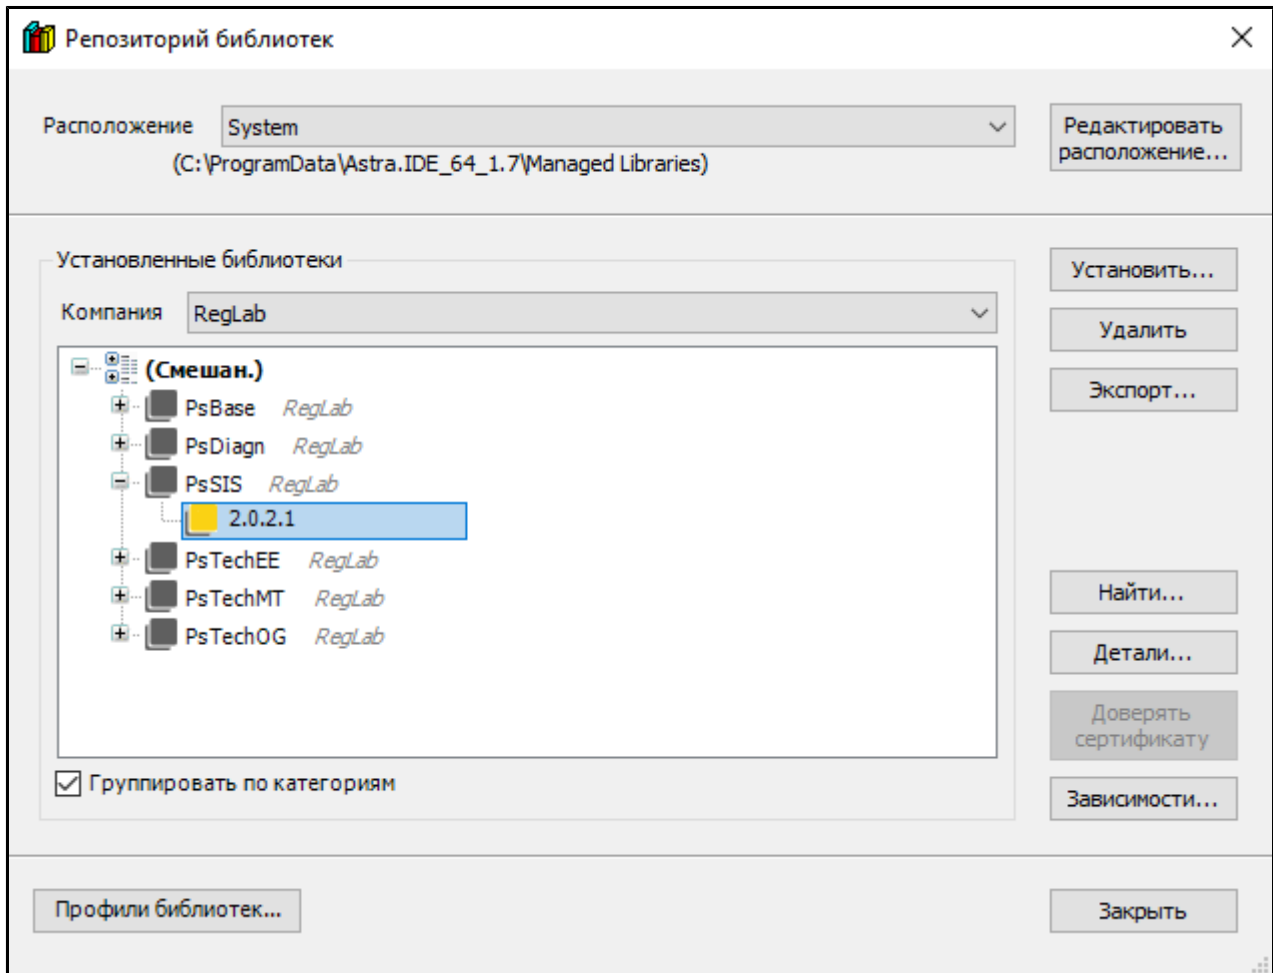 Репозиторий библиотек
Расположение System
(C:\ProgramData\Astra.IDE_64_1.7\Managed Libraries)
Редактировать
расположение...
Установленные библиотеки
Компания RegLab
(Смешан.)
PsBase RegLab
PsDiagn RegLab
PsSIS RegLab
2.0.2.1
PsTechEE RegLab
PsTechMT RegLab
PsTechOG RegLab
Группировать по категориям
Установить...
Удалить
Экспорт...
Найти...
Детали...
Доверять
сертификату
Зависимости...
Профили библиотек...
Закрыть